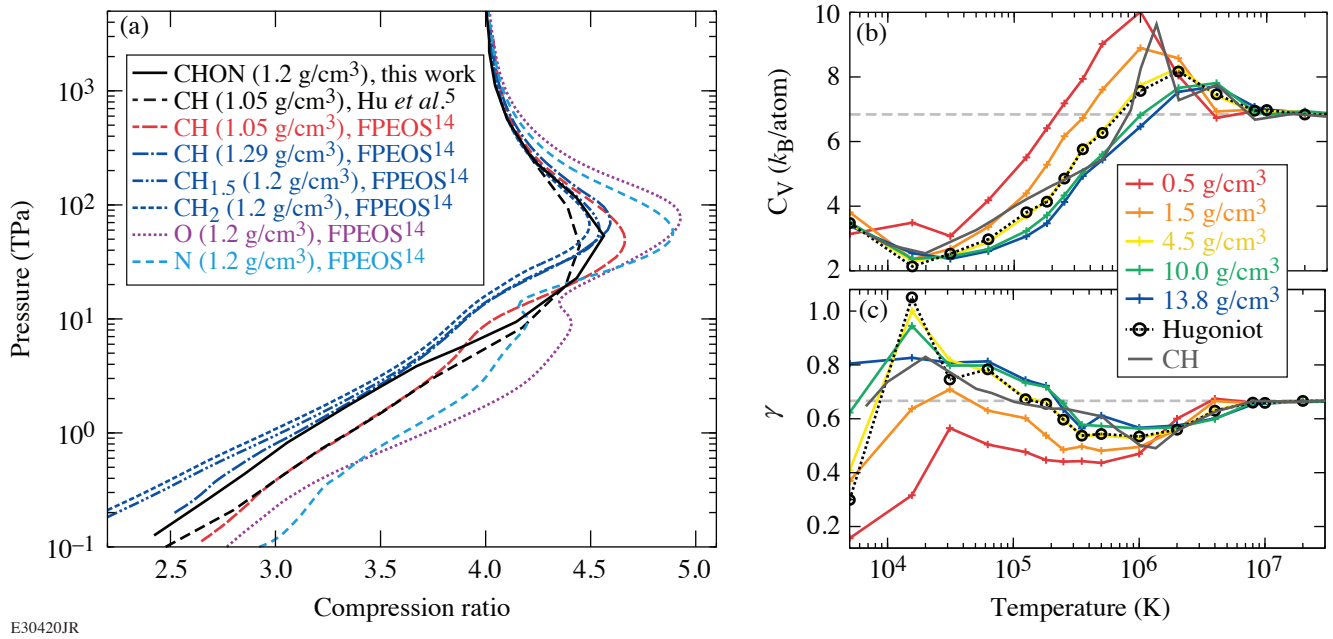 (a)
CHON (1.2 g/cm³), this work
CH (1.05 g/cm³), Hu et al.⁵
CH (1.05 g/cm³), FPEOS¹⁴
CH (1.29 g/cm³), FPEOS¹⁴
CH₁.₅ (1.2 g/cm³), FPEOS¹⁴
CH₂ (1.2 g/cm³), FPEOS¹⁴
O (1.2 g/cm³), FPEOS¹⁴
N (1.2 g/cm³), FPEOS¹⁴
Pressure (TPa)
10³
10²
10¹
10⁰
10⁻¹
2.5 3.0 3.5 4.0 4.5 5.0
Compression ratio
(b)
C_V (k_B/atom)
10
8
6
4
2
0.5 g/cm³
1.5 g/cm³
4.5 g/cm³
10.0 g/cm³
13.8 g/cm³
Hugoniot
CH
(c)
γ
1.0
0.8
0.6
0.4
0.2
10⁴ 10⁵ 10⁶ 10⁷
Temperature (K)
E30420JR